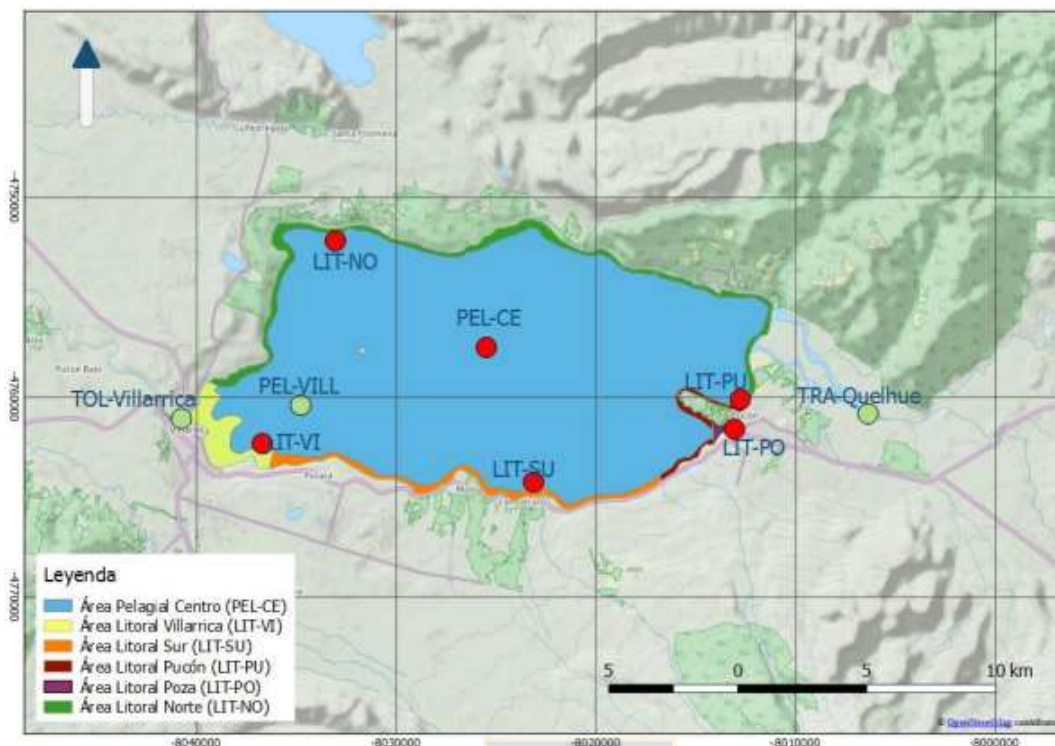 -4750000
LIT-NO
PEL-CE
LIT-PU
PEL-VILL
TOL-Villarrica
TRA-Quelhue
-4760000
LIT-VI
LIT-PO
LIT-SU
Leyenda
Área Pelagial Centro (PEL-CE)
Área Litoral Villarrica (LIT-VI)
Área Litoral Sur (LIT-SU)
Área Litoral Pucón (LIT-PU)
Área Litoral Poza (LIT-PO)
Área Litoral Norte (LIT-NO)
-4770000
5 0 5 10 km
© OpenStreetMap
-8040000 -8030000 -8020000 -8010000 -8000000